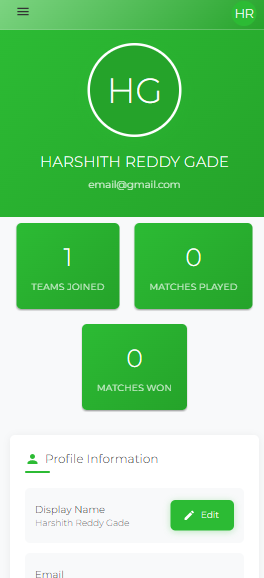 HR
HG
HARSHITH REDDY GADE
email@gmail.com
1
TEAMS JOINED
0
MATCHES PLAYED
0
MATCHES WON
Profile Information
Display Name
Harshith Reddy Gade
Edit
Email